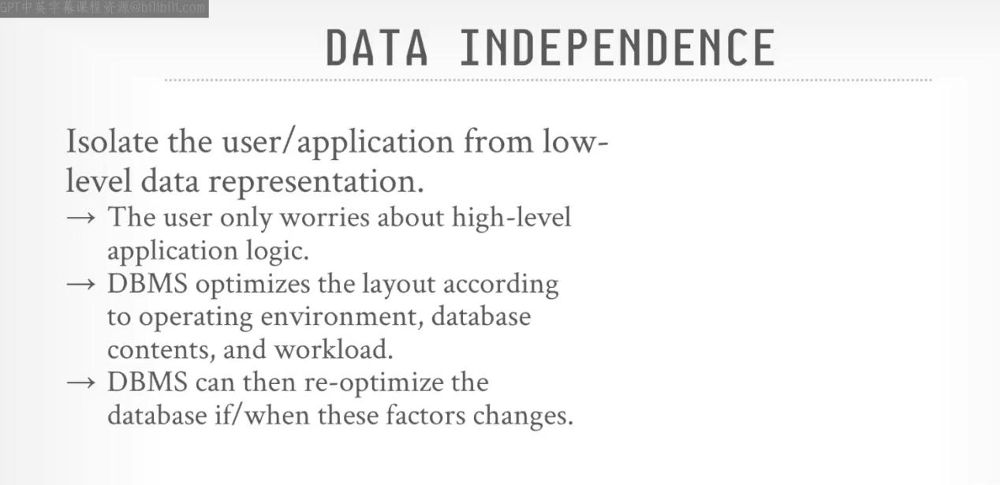 GPT中英字幕课程资源@bilibili.com
DATA INDEPENDENCE
Isolate the user/application from low-
level data representation.
→ The user only worries about high-level
application logic.
→ DBMS optimizes the layout according
to operating environment, database
contents, and workload.
→ DBMS can then re-optimize the
database if/when these factors changes.